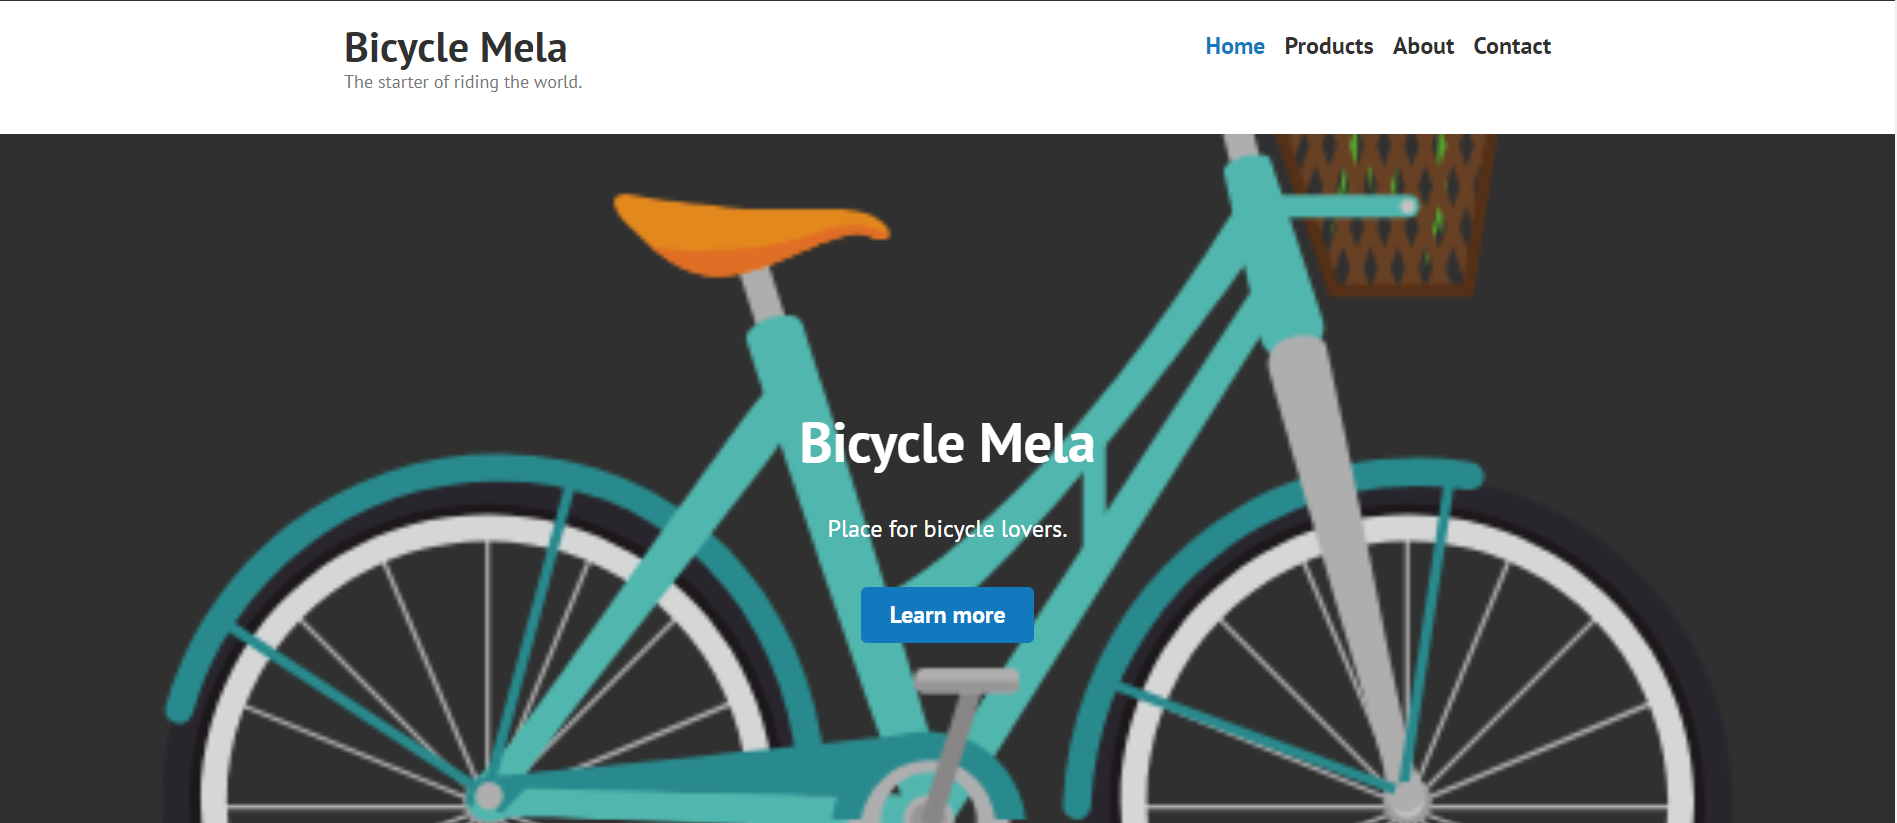 Bicycle Mela
The starter of riding the world.
Home Products About Contact
Bicycle Mela
Place for bicycle lovers.
Learn more